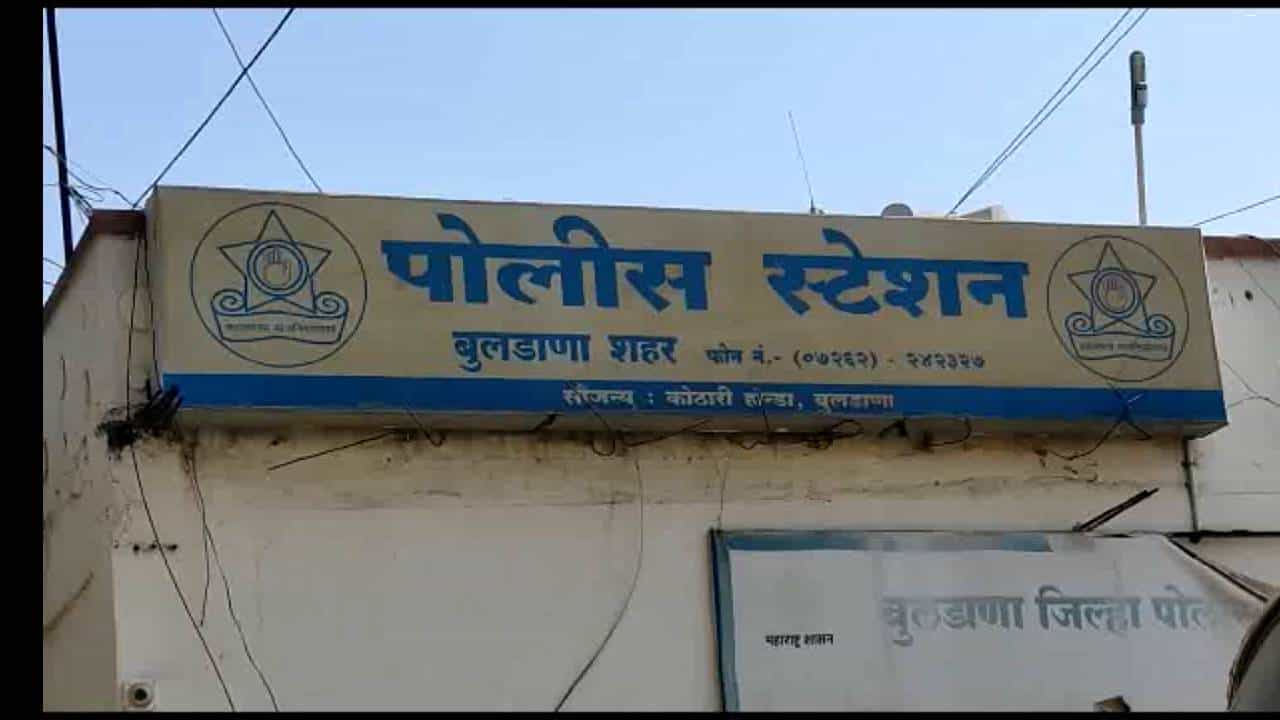 पोलीस स्टेशन
बुलडाणा शहर फोन नं.- (०७२६२) - २४२३२७
सौजन्य : कोठारी होन्डा, बुलडाणा
बुलडाणा जिल्हा
महाराष्ट्र शासन